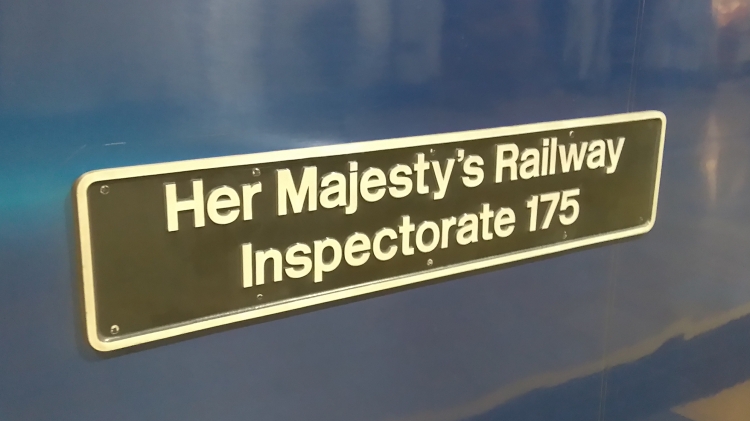 Her Majesty's Railway
Inspectorate 175